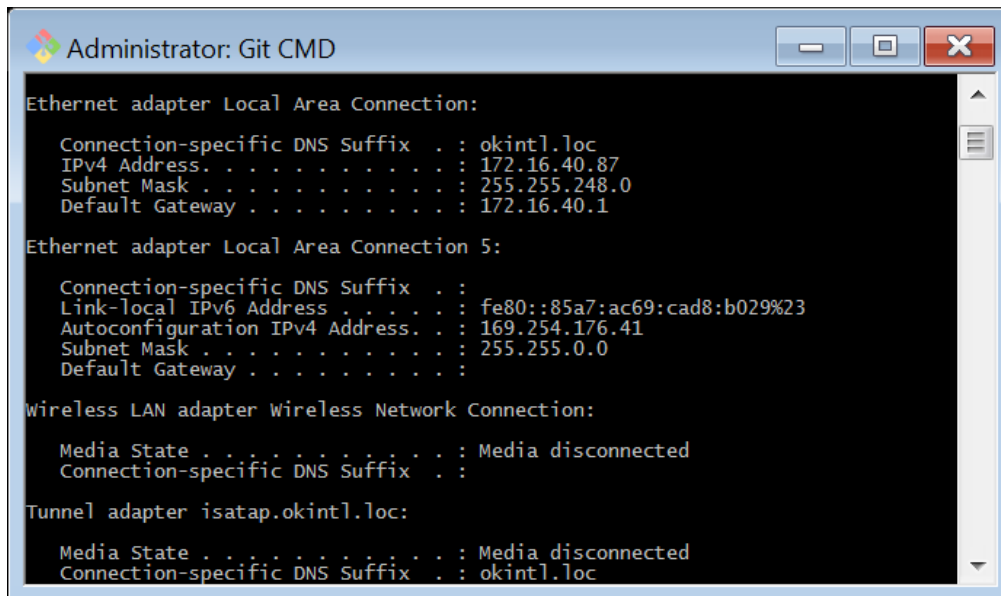 Administrator: Git CMD
Ethernet adapter Local Area Connection:
Connection-specific DNS Suffix  . : okintl.loc
IPv4 Address. . . . . . . . . . . : 172.16.40.87
Subnet Mask . . . . . . . . . . . : 255.255.248.0
Default Gateway . . . . . . . . . : 172.16.40.1
Ethernet adapter Local Area Connection 5:
Connection-specific DNS Suffix  . :
Link-local IPv6 Address . . . . . : fe80::85a7:ac69:cad8:b029%23
Autoconfiguration IPv4 Address. . : 169.254.176.41
Subnet Mask . . . . . . . . . . . : 255.255.0.0
Default Gateway . . . . . . . . . :
Wireless LAN adapter Wireless Network Connection:
Media State . . . . . . . . . . . : Media disconnected
Connection-specific DNS Suffix  . :
Tunnel adapter isatap.okintl.loc:
Media State . . . . . . . . . . . : Media disconnected
Connection-specific DNS Suffix  . : okintl.loc